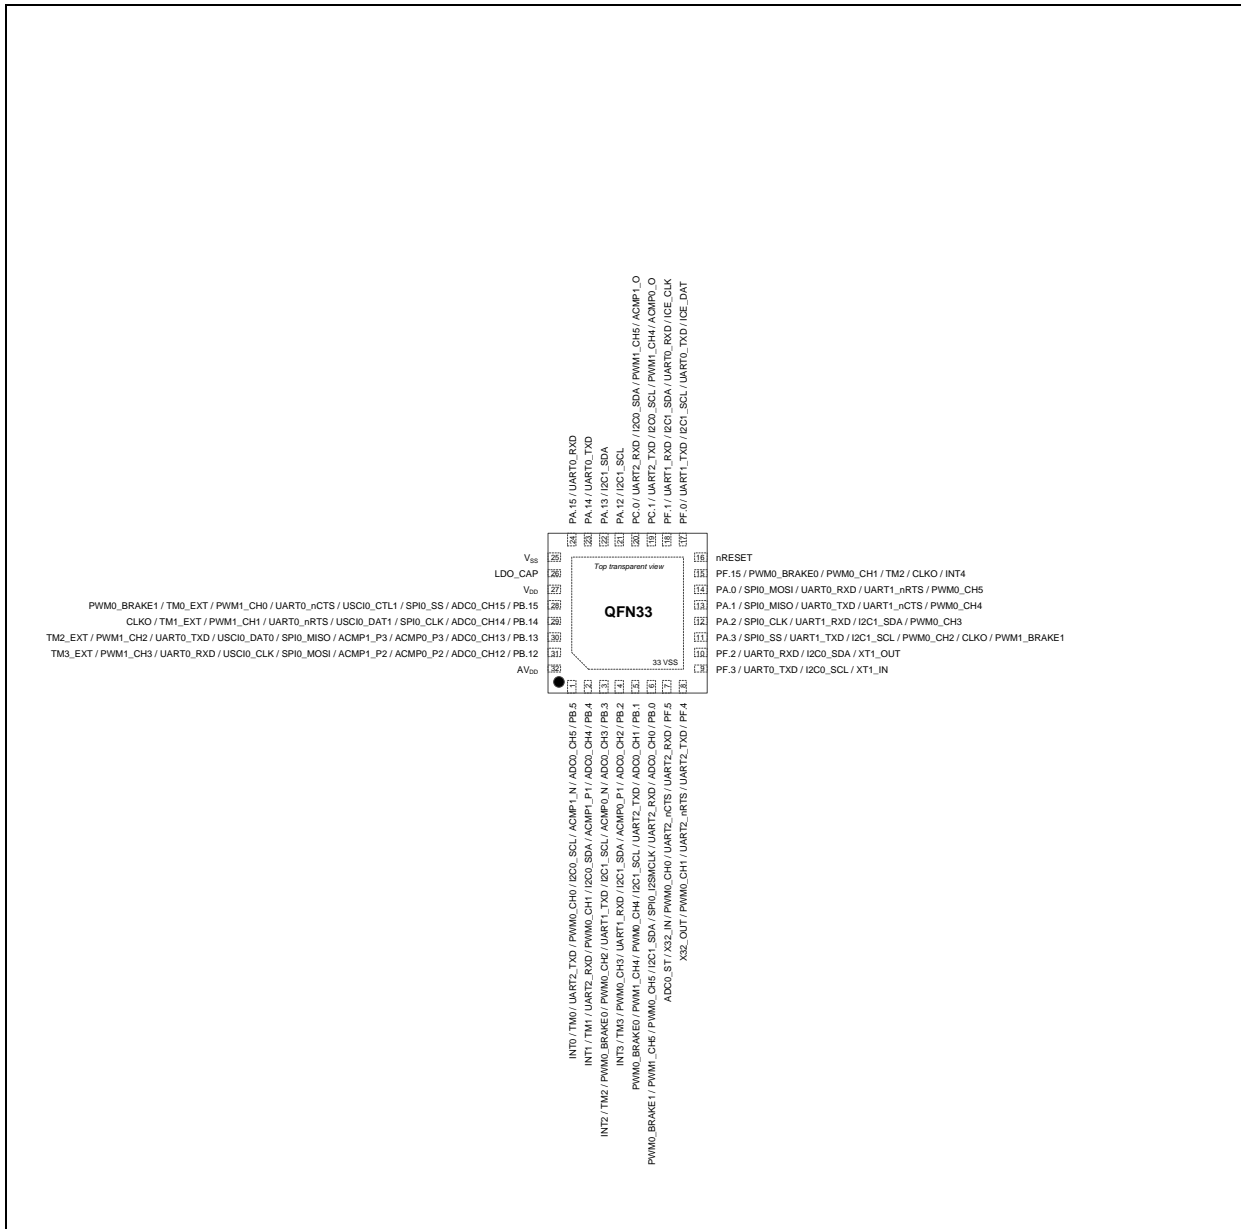 PA.15 / UART0_RXD
PA.14 / UART0_TXD
PA.13 / I2C1_SDA
PA.12 / I2C1_SCL
PC.0 / UART2_RXD / I2C0_SDA / PWM1_CH5 / ACMP1_O
PC.1 / UART2_TXD / I2C0_SCL / PWM1_CH4 / ACMP0_O
PF.1 / UART1_RXD / I2C1_SDA / UART0_RXD / ICE_CLK
PF.0 / UART1_TXD / I2C1_SCL / UART0_TXD / ICE_DAT
24
23
22
21
20
19
18
17
VSS 25
LDO_CAP 26
VDD 27
PWM0_BRAKE1 / TM0_EXT / PWM1_CH0 / UART0_nCTS / USCI0_CTL1 / SPI0_SS / ADC0_CH15 / PB.15 28
CLKO / TM1_EXT / PWM1_CH1 / UART0_nRTS / USCI0_DAT1 / SPI0_CLK / ADC0_CH14 / PB.14 29
TM2_EXT / PWM1_CH2 / UART0_TXD / USCI0_DAT0 / SPI0_MISO / ACMP1_P3 / ACMP0_P3 / ADC0_CH13 / PB.13 30
TM3_EXT / PWM1_CH3 / UART0_RXD / USCI0_CLK / SPI0_MOSI / ACMP1_P2 / ACMP0_P2 / ADC0_CH12 / PB.12 31
AVDD 32
Top transparent view
QFN33
33 VSS
16 nRESET
15 PF.15 / PWM0_BRAKE0 / PWM0_CH1 / TM2 / CLKO / INT4
14 PA.0 / SPI0_MOSI / UART0_RXD / UART1_nRTS / PWM0_CH5
13 PA.1 / SPI0_MISO / UART0_TXD / UART1_nCTS / PWM0_CH4
12 PA.2 / SPI0_CLK / UART1_RXD / I2C1_SDA / PWM0_CH3
11 PA.3 / SPI0_SS / UART1_TXD / I2C1_SCL / PWM0_CH2 / CLKO / PWM1_BRAKE1
10 PF.2 / UART0_RXD / I2C0_SDA / XT1_OUT
9 PF.3 / UART0_TXD / I2C0_SCL / XT1_IN
1
2
3
4
5
6
7
8
INT0 / TM0 / UART2_TXD / PWM0_CH0 / I2C0_SCL / ACMP1_N / ADC0_CH5 / PB.5
INT1 / TM1 / UART2_RXD / PWM0_CH1 / I2C0_SDA / ACMP1_P1 / ADC0_CH4 / PB.4
INT2 / TM2 / PWM0_BRAKE0 / PWM0_CH2 / UART1_TXD / I2C1_SCL / ACMP0_N / ADC0_CH3 / PB.3
INT3 / TM3 / PWM0_CH3 / UART1_RXD / I2C1_SDA / ACMP0_P1 / ADC0_CH2 / PB.2
PWM0_BRAKE0 / PWM1_CH4 / PWM0_CH4 / I2C1_SCL / UART2_TXD / ADC0_CH1 / PB.1
PWM0_BRAKE1 / PWM1_CH5 / PWM0_CH5 / I2C1_SDA / SPI0_I2SMCLK / UART2_RXD / ADC0_CH0 / PB.0
ADC0_ST / X32_IN / PWM0_CH0 / UART2_nCTS / UART2_RXD / PF.5
X32_OUT / PWM0_CH1 / UART2_nRTS / UART2_TXD / PF.4